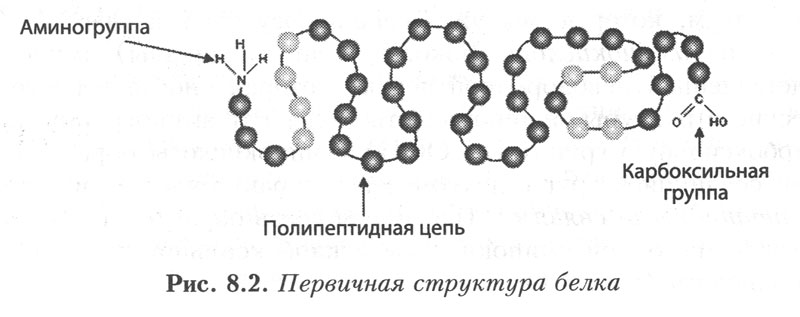 Аминогруппа
H H H
N
C
O HO
Карбоксильная
группа
Полипептидная цепь
Рис. 8.2. Первичная структура белка